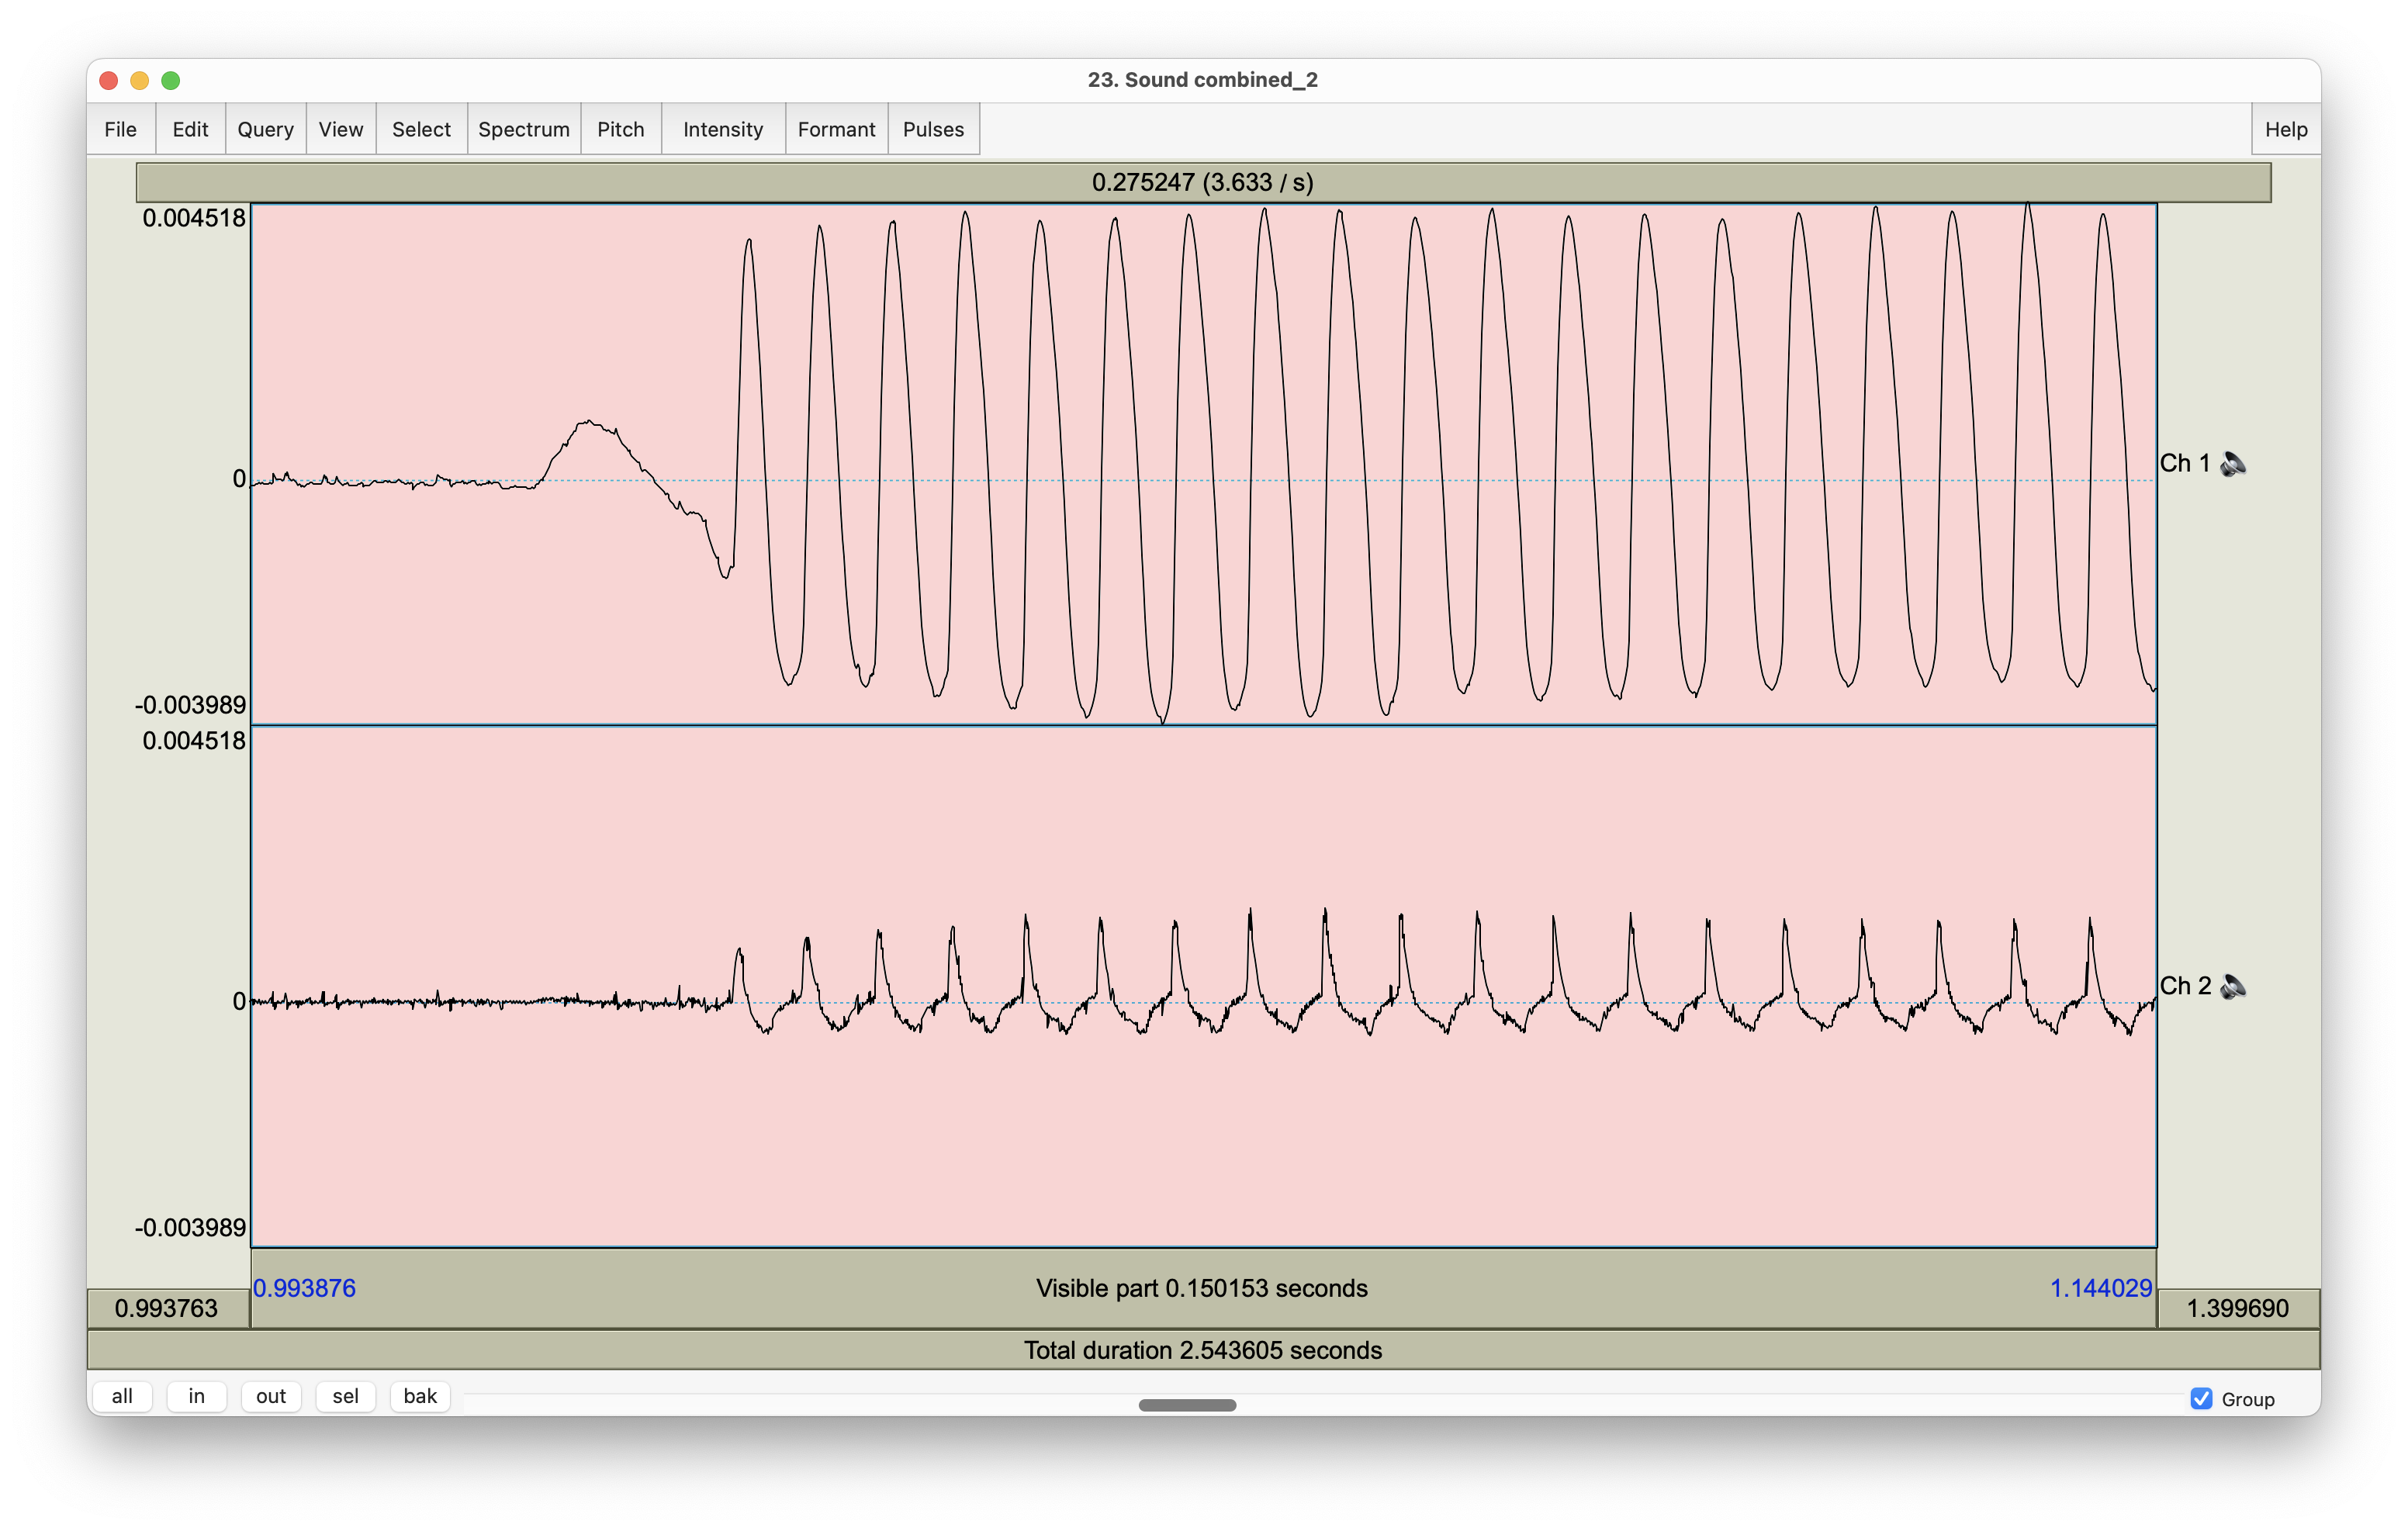 23. Sound combined_2
File Edit Query View Select Spectrum Pitch Intensity Formant Pulses Help
0.275247 (3.633 / s)
0.004518
0
Ch 1
-0.003989
0.004518
0
Ch 2
-0.003989
0.993876 Visible part 0.150153 seconds 1.144029
0.993763 1.399690
Total duration 2.543605 seconds
all in out sel bak Group